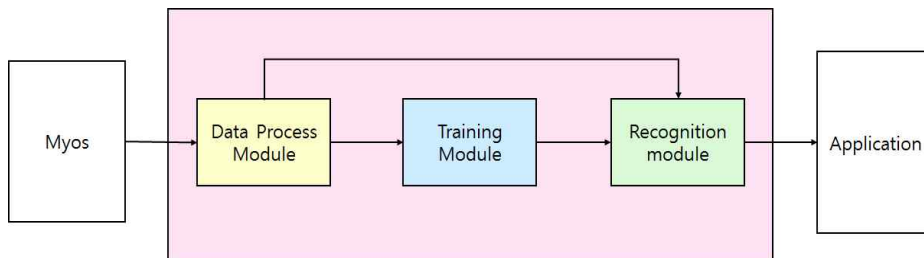 Myos
Data Process
Module
Training
Module
Recognition
module
Application